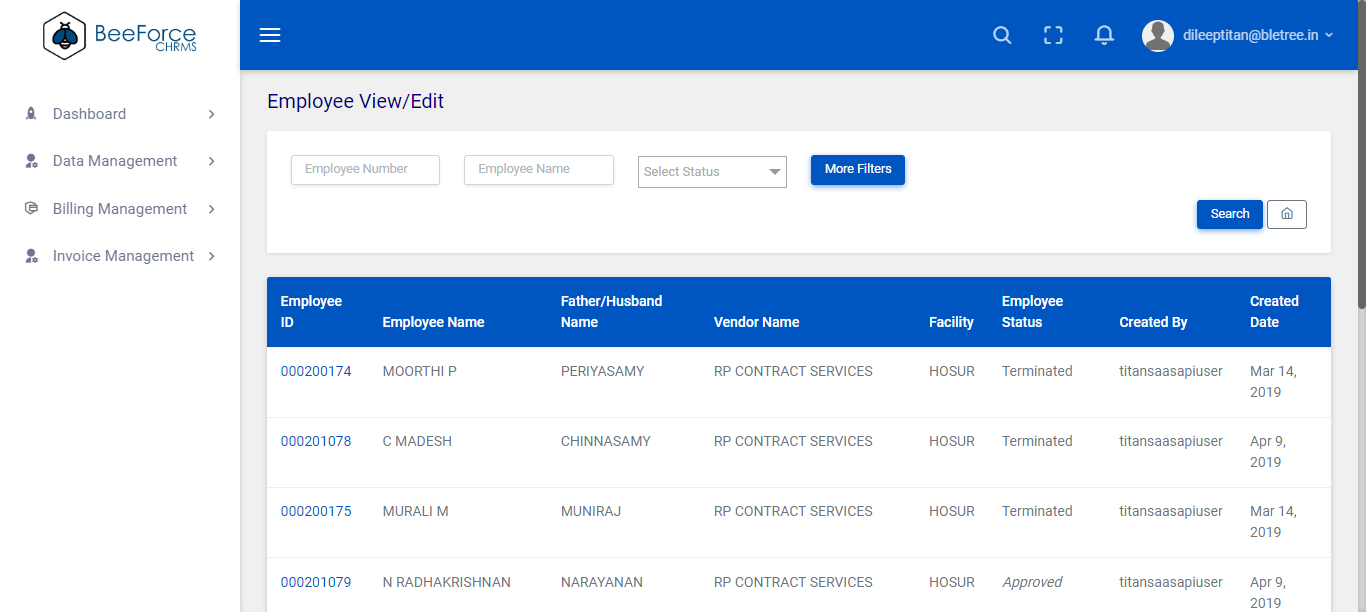 BeeForce
CHRMS
dileeptitan@bletree.in
Dashboard
Data Management
Billing Management
Invoice Management
Employee View/Edit
Employee Number
Employee Name
Select Status
More Filters
Search
Employee ID
Employee Name
Father/Husband Name
Vendor Name
Facility
Employee Status
Created By
Created Date
000200174 MOORTHI P PERIYASAMY RP CONTRACT SERVICES HOSUR Terminated titansaasapiuser Mar 14,
2019
000201078 C MADESH CHINNASAMY RP CONTRACT SERVICES HOSUR Terminated titansaasapiuser Apr 9,
2019
000200175 MURALI M MUNIRAJ RP CONTRACT SERVICES HOSUR Terminated titansaasapiuser Mar 14,
2019
000201079 N RADHAKRISHNAN NARAYANAN RP CONTRACT SERVICES HOSUR Approved titansaasapiuser Apr 9,
2019